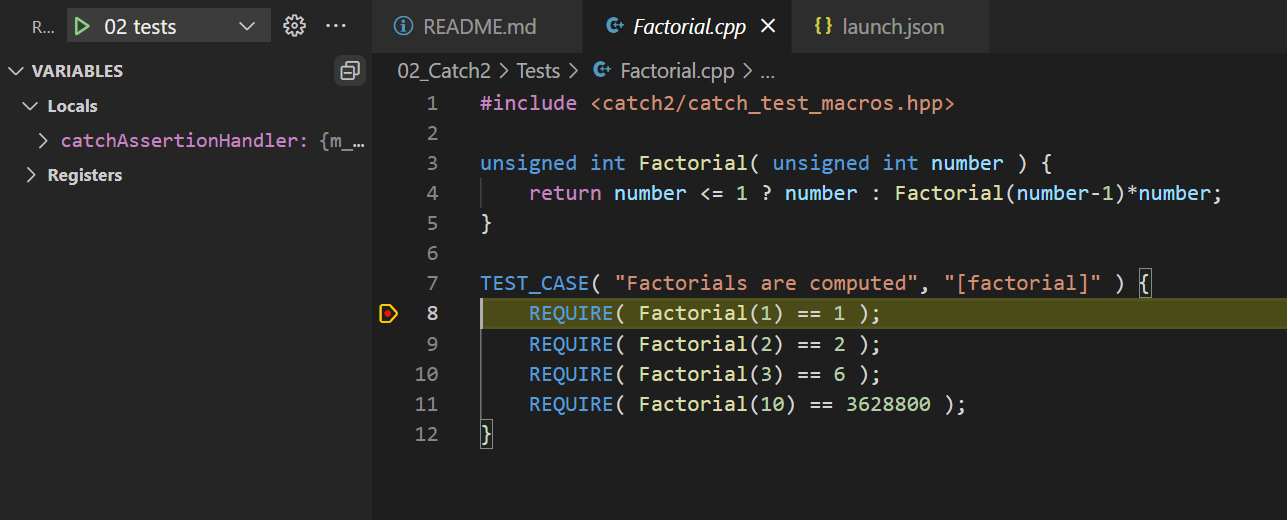 R... 02 tests ...
README.md Factorial.cpp launch.json
VARIABLES
Locals
catchAssertionHandler: {m_...
Registers
02_Catch2 > Tests > Factorial.cpp > ...
1 #include <catch2/catch_test_macros.hpp>
2
3 unsigned int Factorial( unsigned int number ) {
4 return number <= 1 ? number : Factorial(number-1)*number;
5 }
6
7 TEST_CASE( "Factorials are computed", "[factorial]" ) {
8 REQUIRE( Factorial(1) == 1 );
9 REQUIRE( Factorial(2) == 2 );
10 REQUIRE( Factorial(3) == 6 );
11 REQUIRE( Factorial(10) == 3628800 );
12 }